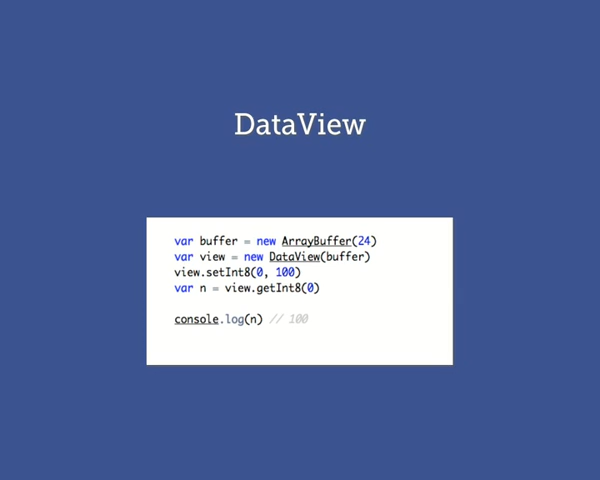 DataView
var buffer = new ArrayBuffer(24)
var view = new DataView(buffer)
view.setInt8(0, 100)
var n = view.getInt8(0)
console.log(n) // 100